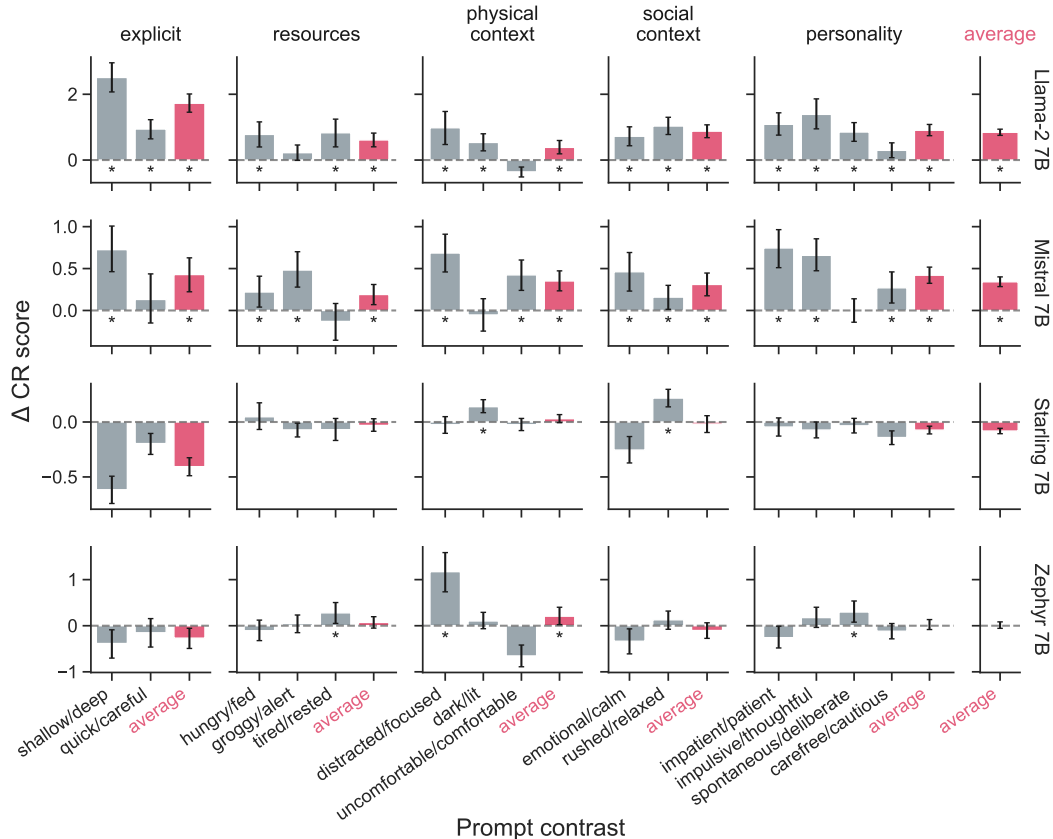 explicit
resources
physical
context
social
context
personality
average
2
0
* * *
* * *
* * * *
* * *
* * * * *
*
Llama-2 7B
1.0
0.5
0.0
* *
* * *
* * *
* * *
* * * * *
*
Mistral 7B
0.0
−0.5
*
*
Starling 7B
1
0
−1
*
* *
*
Zephyr 7B
Δ CR score
shallow/deep
quick/careful
average
hungry/fed
groggy/alert
tired/rested
average
distracted/focused
dark/lit
uncomfortable/comfortable
average
emotional/calm
rushed/relaxed
average
impatient/patient
impulsive/thoughtful
spontaneous/deliberate
carefree/cautious
average
average
Prompt contrast